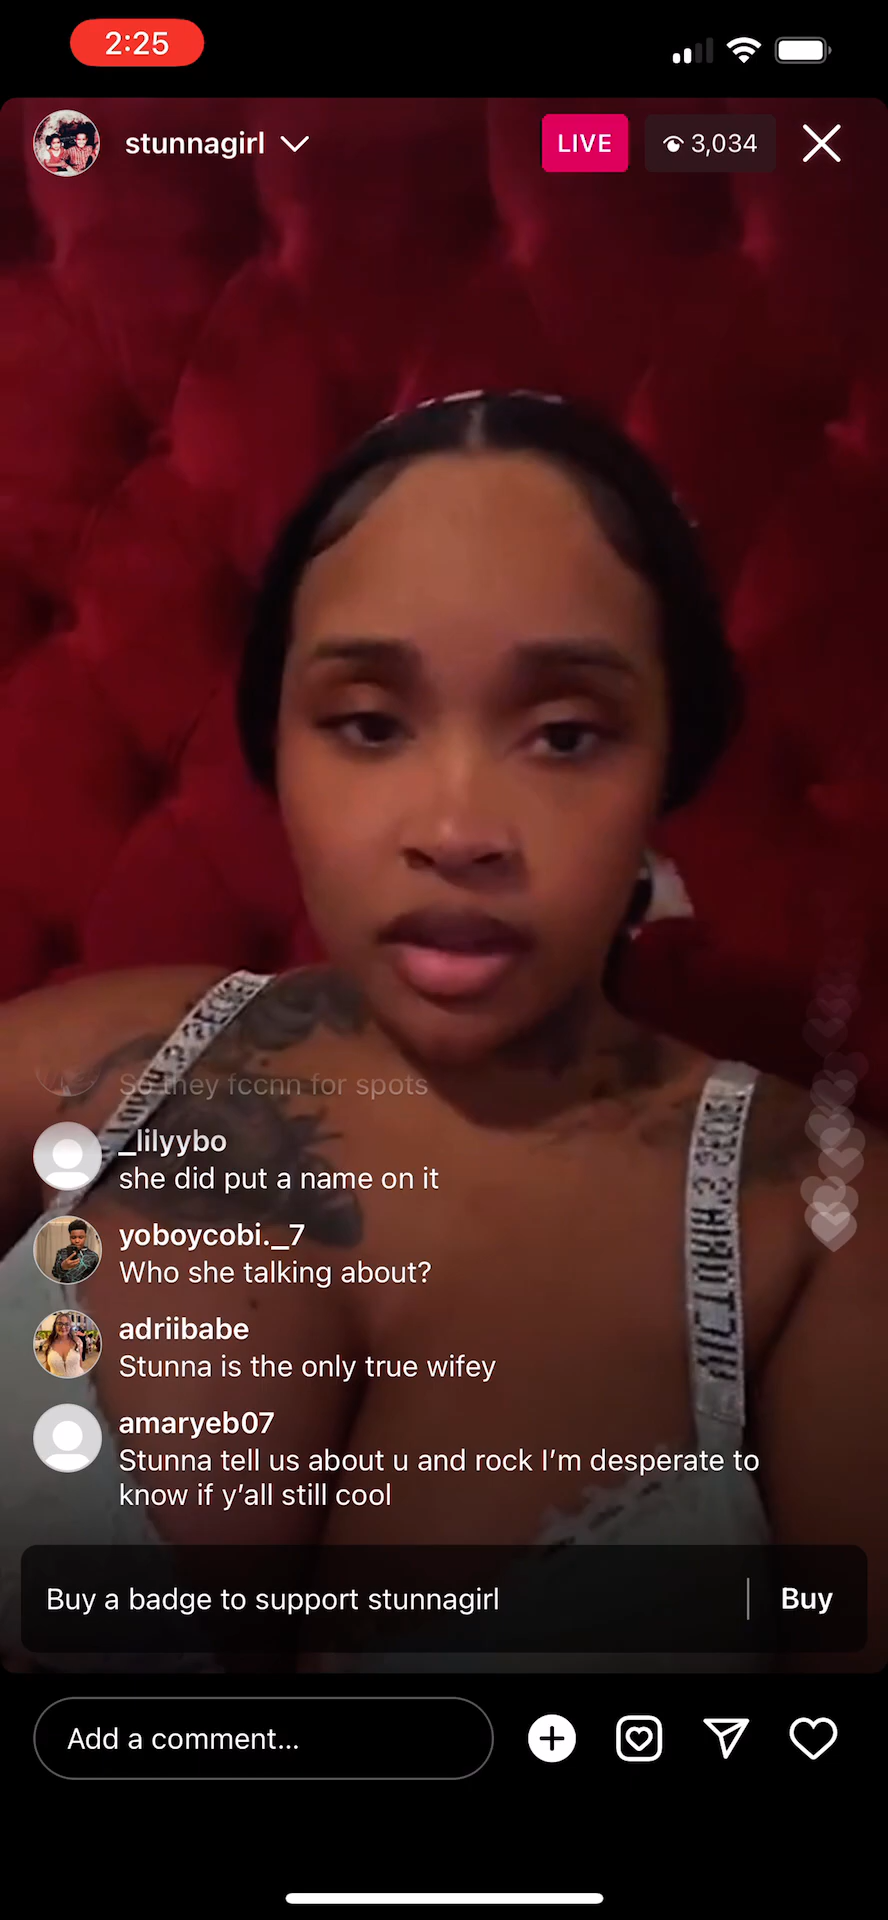 2:25
stunnagirl
LIVE
3,034
So they fccnn for spots
_lilyybo
she did put a name on it
yoboycobi._7
Who she talking about?
adriibabe
Stunna is the only true wifey
amaryeb07
Stunna tell us about u and rock I'm desperate to
know if y'all still cool
Buy a badge to support stunnagirl
Buy
Add a comment...